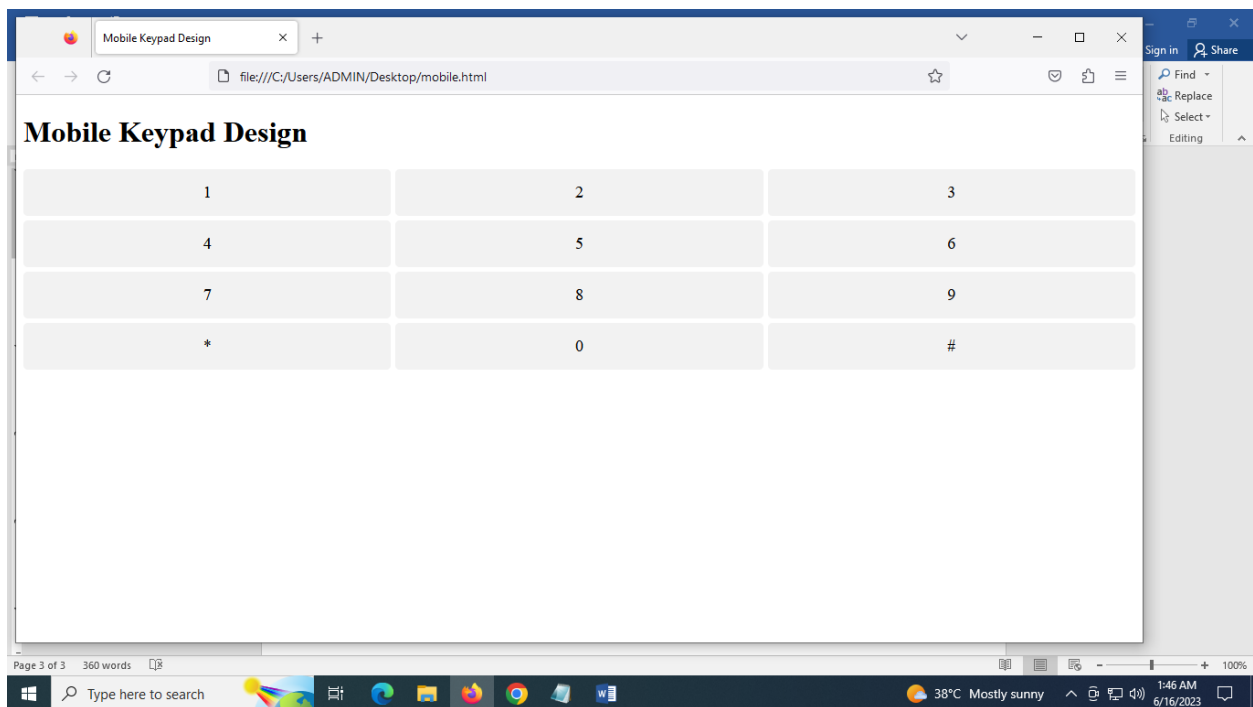 Mobile Keypad Design
Sign in Share
file:///C:/Users/ADMIN/Desktop/mobile.html
Find
Replace
Select
Editing
Mobile Keypad Design
1 2 3
4 5 6
7 8 9
* 0 #
Page 3 of 3 360 words 100%
Type here to search 38°C Mostly sunny 1:46 AM
6/16/2023